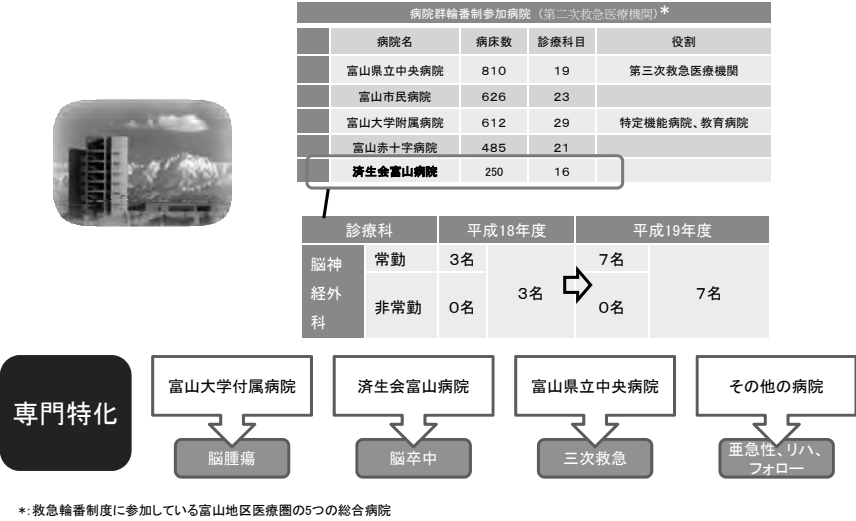 病院群輪番制参加病院（第二次救急医療機関）*
病院名 病床数 診療科目 役割
富山県立中央病院 810 19 第三次救急医療機関
富山市民病院 626 23
富山大学附属病院 612 29 特定機能病院、教育病院
富山赤十字病院 485 21
済生会富山病院 250 16
診療科 平成18年度 平成19年度
脳神経外科 常勤 3名 3名 7名 7名
非常勤 0名 0名
専門特化
富山大学付属病院 済生会富山病院 富山県立中央病院 その他の病院
脳腫瘍 脳卒中 三次救急 亜急性、リハ、
フォロー
*：救急輪番制度に参加している富山地区医療圏の5つの総合病院